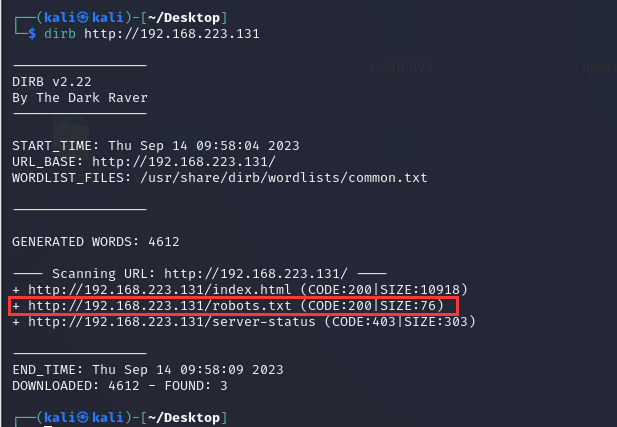 (kali㉿kali)-[~/Desktop]
$ dirb http://192.168.223.131
volatility3
uploa
-----------------
DIRB v2.22
By The Dark Raver
-----------------
START_TIME: Thu Sep 14 09:58:04 2023
URL_BASE: http://192.168.223.131/
WORDLIST_FILES: /usr/share/dirb/wordlists/common.txt
-----------------
GENERATED WORDS: 4612
---- Scanning URL: http://192.168.223.131/ ----
+ http://192.168.223.131/index.html (CODE:200|SIZE:10918)
+ http://192.168.223.131/robots.txt (CODE:200|SIZE:76)
+ http://192.168.223.131/server-status (CODE:403|SIZE:303)
-----------------
END_TIME: Thu Sep 14 09:58:09 2023
DOWNLOADED: 4612 - FOUND: 3
(kali㉿kali)-[~/Desktop]